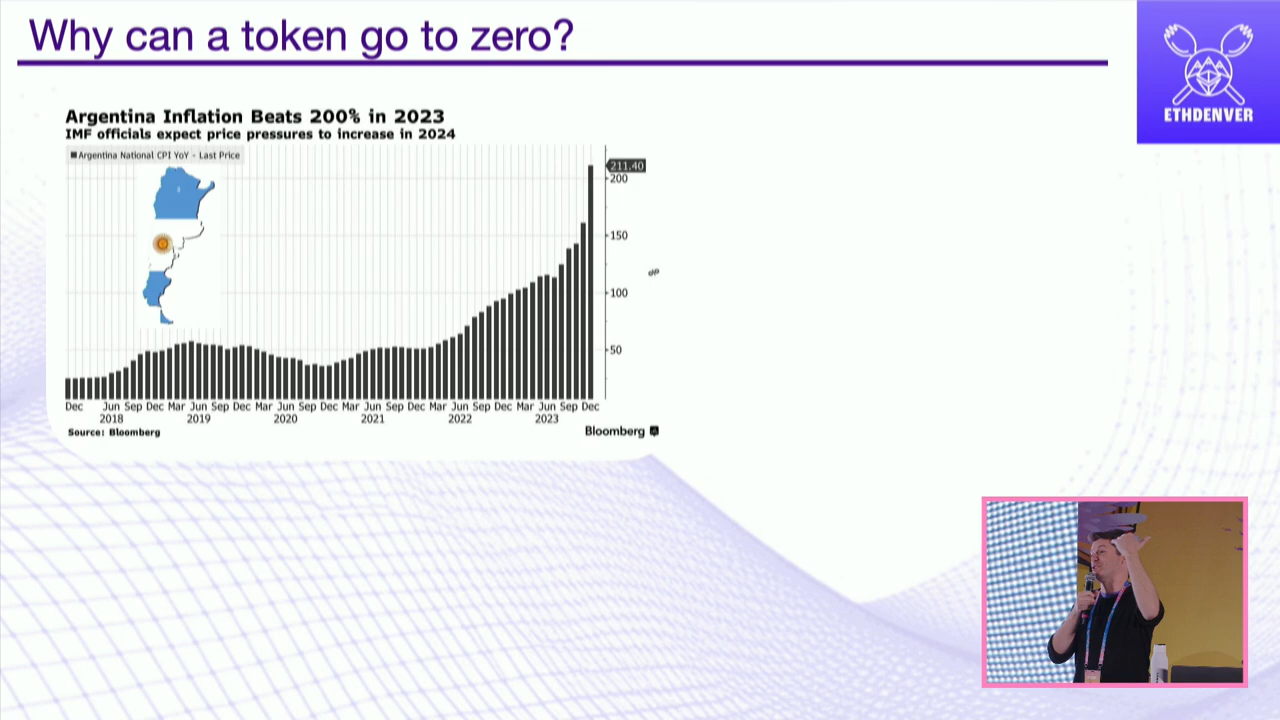 Why can a token go to zero?
ETHDENVER
Argentina Inflation Beats 200% in 2023
IMF officials expect price pressures to increase in 2024
Argentina National CPI YoY - Last Price
211.40
200
150
%
100
50
Dec Jun Sep Dec Mar Jun Sep Dec Mar Jun Sep Dec Mar Jun Sep Dec Mar Jun Sep Dec Mar Jun Sep Dec
2018 2019 2020 2021 2022 2023
Source: Bloomberg
Bloomberg